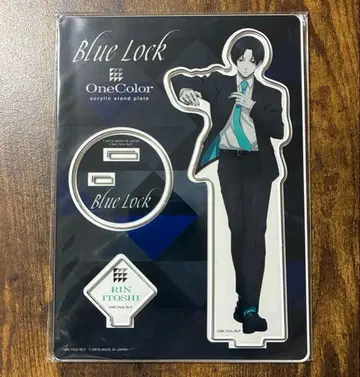 Blue Lock
OneColor
acrylic stand plate
Blue Lock
RIN
ITOSHI